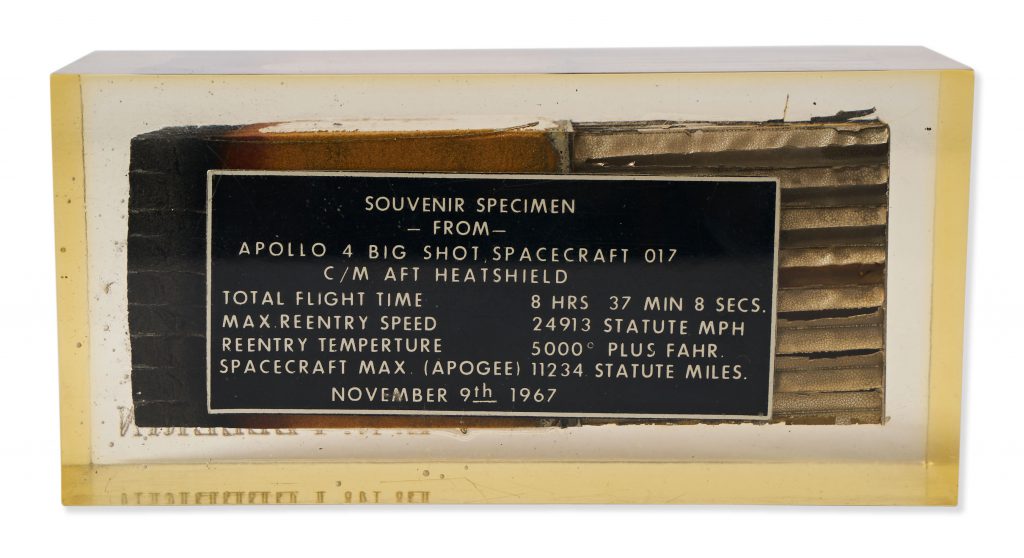 SOUVENIR SPECIMEN
— FROM —
APOLLO 4 BIG SHOT, SPACECRAFT 017
C/M AFT HEATSHIELD
TOTAL FLIGHT TIME 8 HRS 37 MIN 8 SECS.
MAX. REENTRY SPEED 24913 STATUTE MPH
REENTRY TEMPERTURE 5000° PLUS FAHR.
SPACECRAFT MAX. (APOGEE) 11234 STATUTE MILES.
NOVEMBER 9th 1967